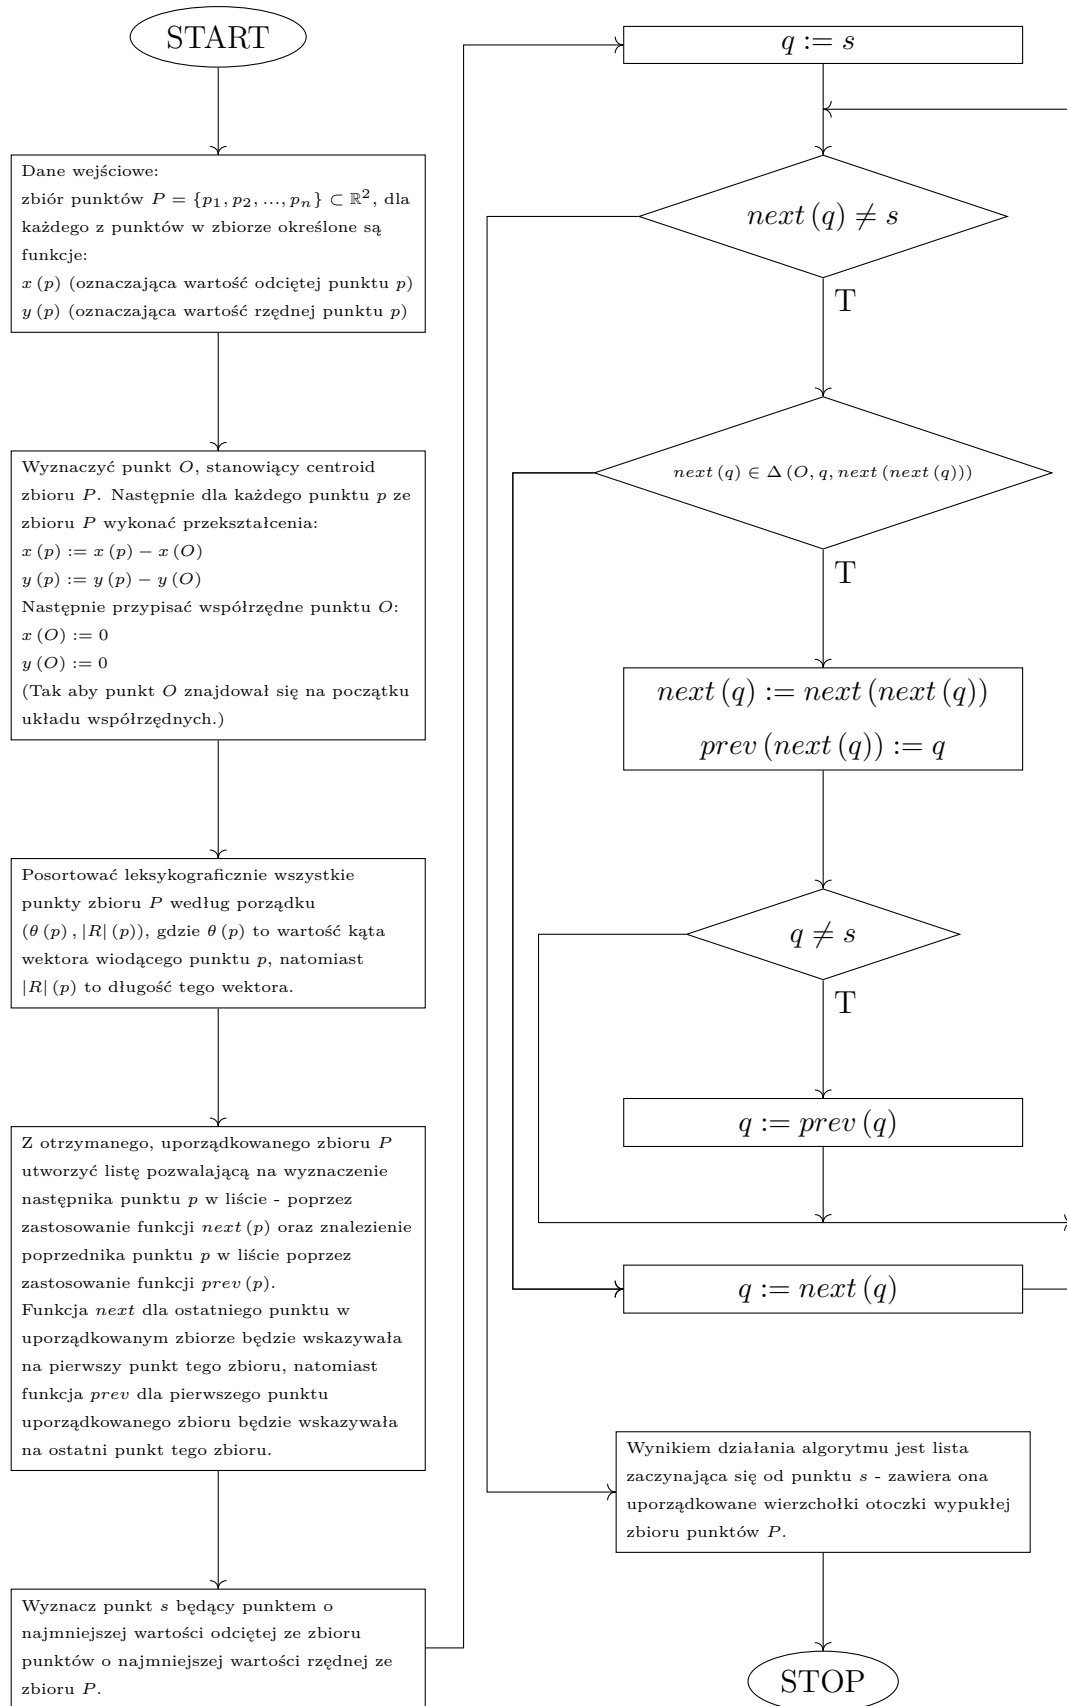 START
Dane wejściowe:
zbiór punktów P = {p₁, p₂, ..., pₙ} ⊂ ℝ², dla
każdego z punktów w zbiorze określone są
funkcje:
x (p) (oznaczająca wartość odciętej punktu p)
y (p) (oznaczająca wartość rzędnej punktu p)
Wyznaczyć punkt O, stanowiący centroid
zbioru P. Następnie dla każdego punktu p ze
zbioru P wykonać przekształcenia:
x (p) := x (p) − x (O)
y (p) := y (p) − y (O)
Następnie przypisać współrzędne punktu O:
x (O) := 0
y (O) := 0
(Tak aby punkt O znajdował się na początku
układu współrzędnych.)
Posortować leksykograficznie wszystkie
punkty zbioru P według porządku
(θ (p) , |R| (p)), gdzie θ (p) to wartość kąta
wektora wiodącego punktu p, natomiast
|R| (p) to długość tego wektora.
Z otrzymanego, uporządkowanego zbioru P
utworzyć listę pozwalającą na wyznaczenie
następnika punktu p w liście - poprzez
zastosowanie funkcji next (p) oraz znalezienie
poprzednika punktu p w liście poprzez
zastosowanie funkcji prev (p).
Funkcja next dla ostatniego punktu w
uporządkowanym zbiorze będzie wskazywała
na pierwszy punkt tego zbioru, natomiast
funkcja prev dla pierwszego punktu
uporządkowanego zbioru będzie wskazywała
na ostatni punkt tego zbioru.
Wyznacz punkt s będący punktem o
najmniejszej wartości odciętej ze zbioru
punktów o najmniejszej wartości rzędnej ze
zbioru P.
q := s
next (q) ≠ s
T
next (q) ∈ Δ (O, q, next (next (q)))
T
next (q) := next (next (q))
prev (next (q)) := q
q ≠ s
T
q := prev (q)
q := next (q)
Wynikiem działania algorytmu jest lista
zaczynająca się od punktu s - zawiera ona
uporządkowane wierzchołki otoczki wypukłej
zbioru punktów P.
STOP